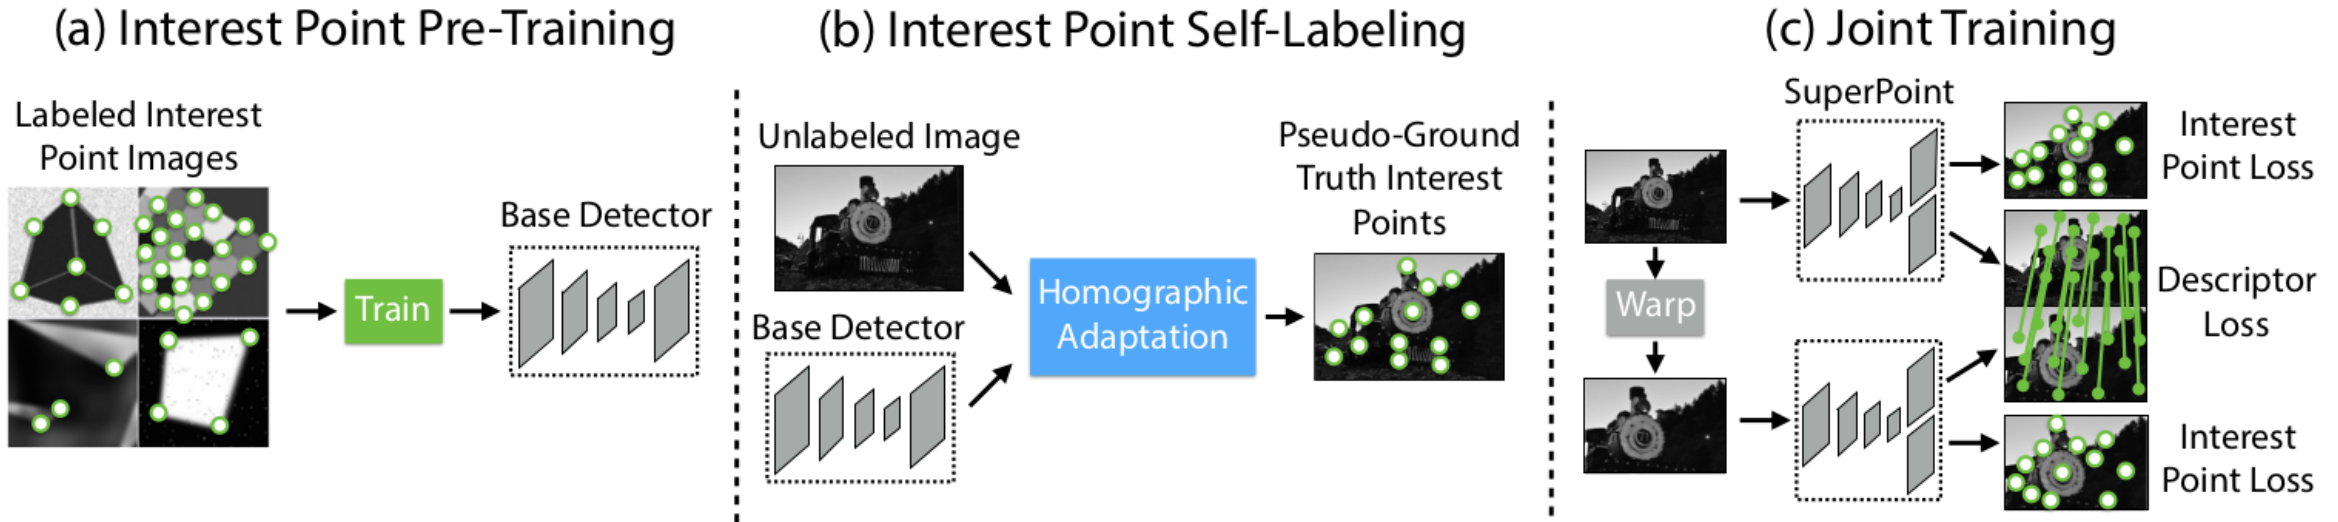 (a) Interest Point Pre-Training
Labeled Interest
Point Images
Train
Base Detector
(b) Interest Point Self-Labeling
Unlabeled Image
Base Detector
Homographic
Adaptation
Pseudo-Ground
Truth Interest
Points
(c) Joint Training
SuperPoint
Warp
Interest
Point Loss
Descriptor
Loss
Interest
Point Loss